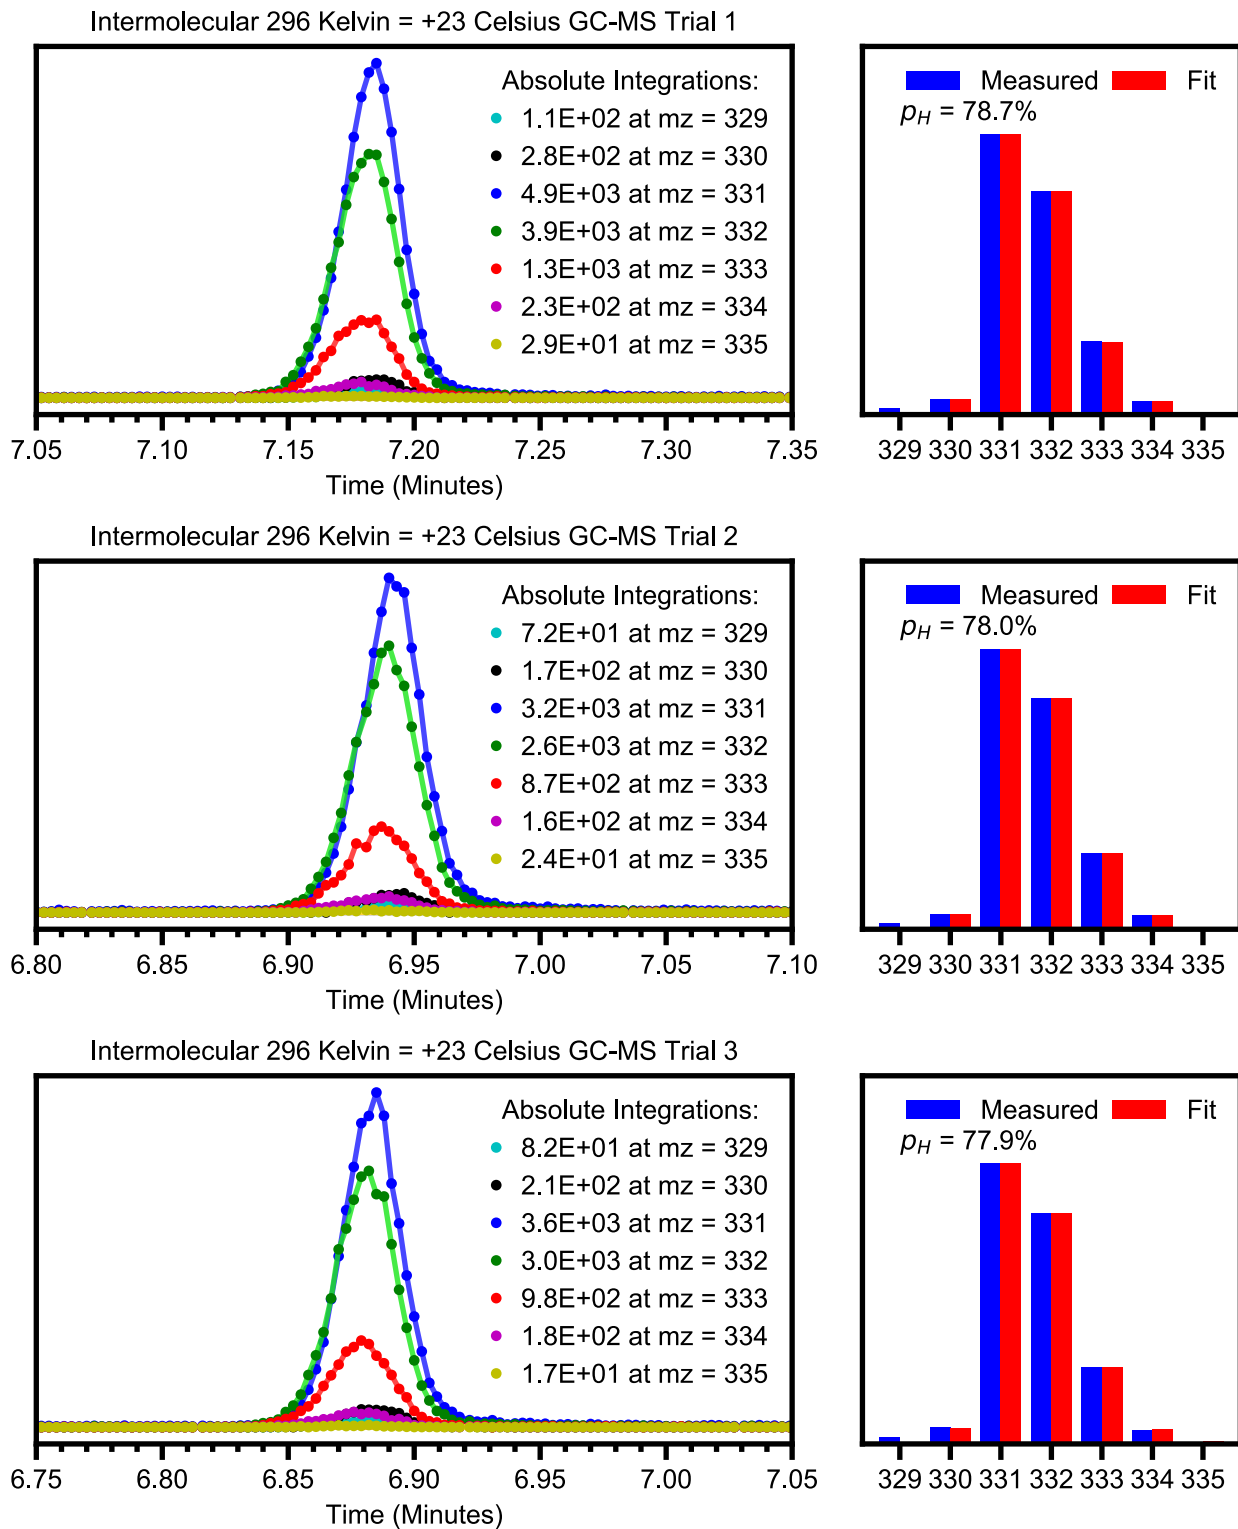 Intermolecular 296 Kelvin = +23 Celsius GC-MS Trial 1
Absolute Integrations:
1.1E+02 at mz = 329
2.8E+02 at mz = 330
4.9E+03 at mz = 331
3.9E+03 at mz = 332
1.3E+03 at mz = 333
2.3E+02 at mz = 334
2.9E+01 at mz = 335
7.05 7.10 7.15 7.20 7.25 7.30 7.35
Time (Minutes)
Measured Fit
pH = 78.7%
329 330 331 332 333 334 335
Intermolecular 296 Kelvin = +23 Celsius GC-MS Trial 2
Absolute Integrations:
7.2E+01 at mz = 329
1.7E+02 at mz = 330
3.2E+03 at mz = 331
2.6E+03 at mz = 332
8.7E+02 at mz = 333
1.6E+02 at mz = 334
2.4E+01 at mz = 335
6.80 6.85 6.90 6.95 7.00 7.05 7.10
Time (Minutes)
Measured Fit
pH = 78.0%
329 330 331 332 333 334 335
Intermolecular 296 Kelvin = +23 Celsius GC-MS Trial 3
Absolute Integrations:
8.2E+01 at mz = 329
2.1E+02 at mz = 330
3.6E+03 at mz = 331
3.0E+03 at mz = 332
9.8E+02 at mz = 333
1.8E+02 at mz = 334
1.7E+01 at mz = 335
6.75 6.80 6.85 6.90 6.95 7.00 7.05
Time (Minutes)
Measured Fit
pH = 77.9%
329 330 331 332 333 334 335